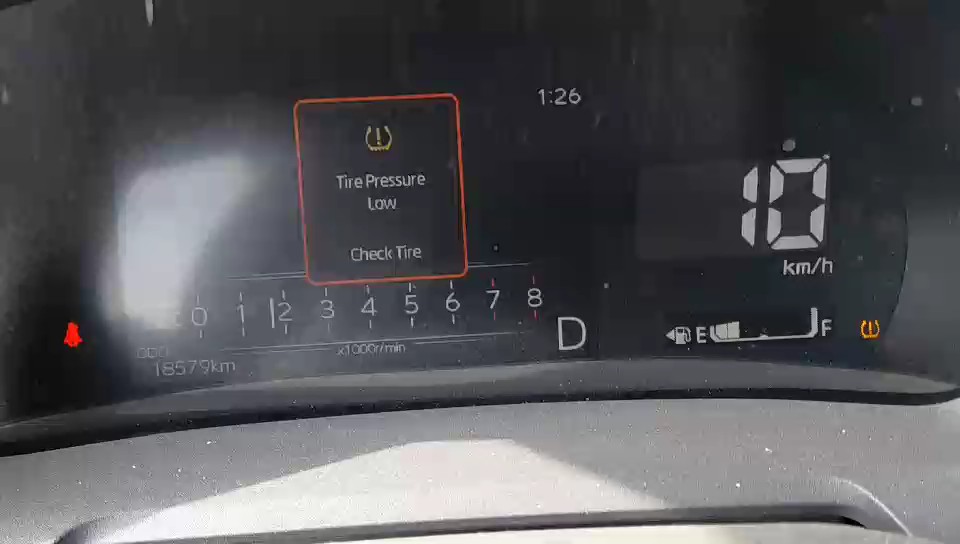 1:26
Tire Pressure
Low
Check Tire
10
km/h
0 1 2 3 4 5 6 7 8
x1000r/min
D
E F
ODO
18579km